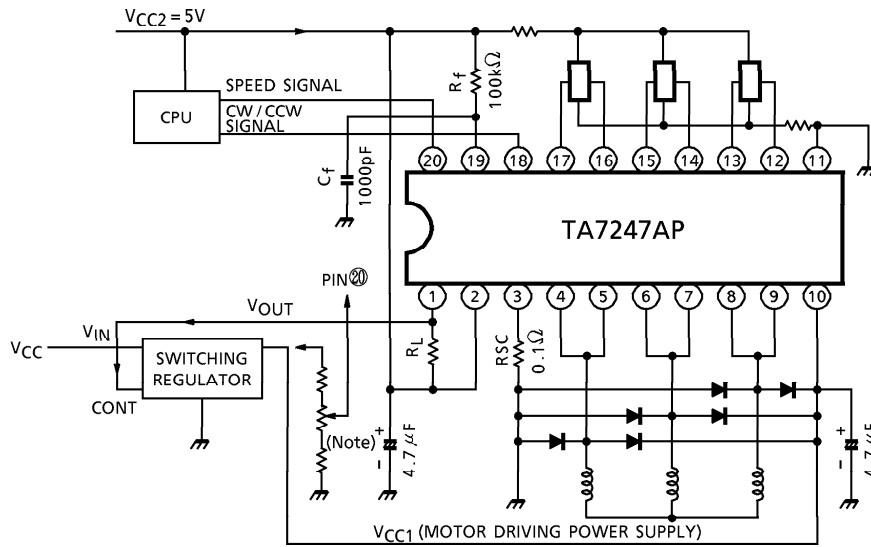 VCC2 = 5V
SPEED SIGNAL
CPU
CW / CCW
SIGNAL
Rf
100kΩ
Cf
1000pF
20 19 18 17 16 15 14 13 12 11
TA7247AP
1 2 3 4 5 6 7 8 9 10
PIN⑳
VOUT
VIN
VCC
SWITCHING
REGULATOR
CONT
RL
RSC
0.1Ω
(Note)
+
-
4.7μF
+
-
4.7μF
VCC1 (MOTOR DRIVING POWER SUPPLY)